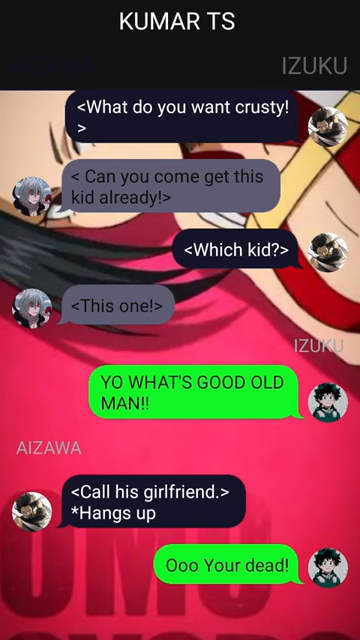 KUMAR TS
AIZAWA
IZUKU
<What do you want crusty!
>
< Can you come get this
kid already!>
<Which kid?>
<This one!>
IZUKU
YO WHAT'S GOOD OLD
MAN!!
AIZAWA
<Call his girlfriend.>
*Hangs up
Ooo Your dead!